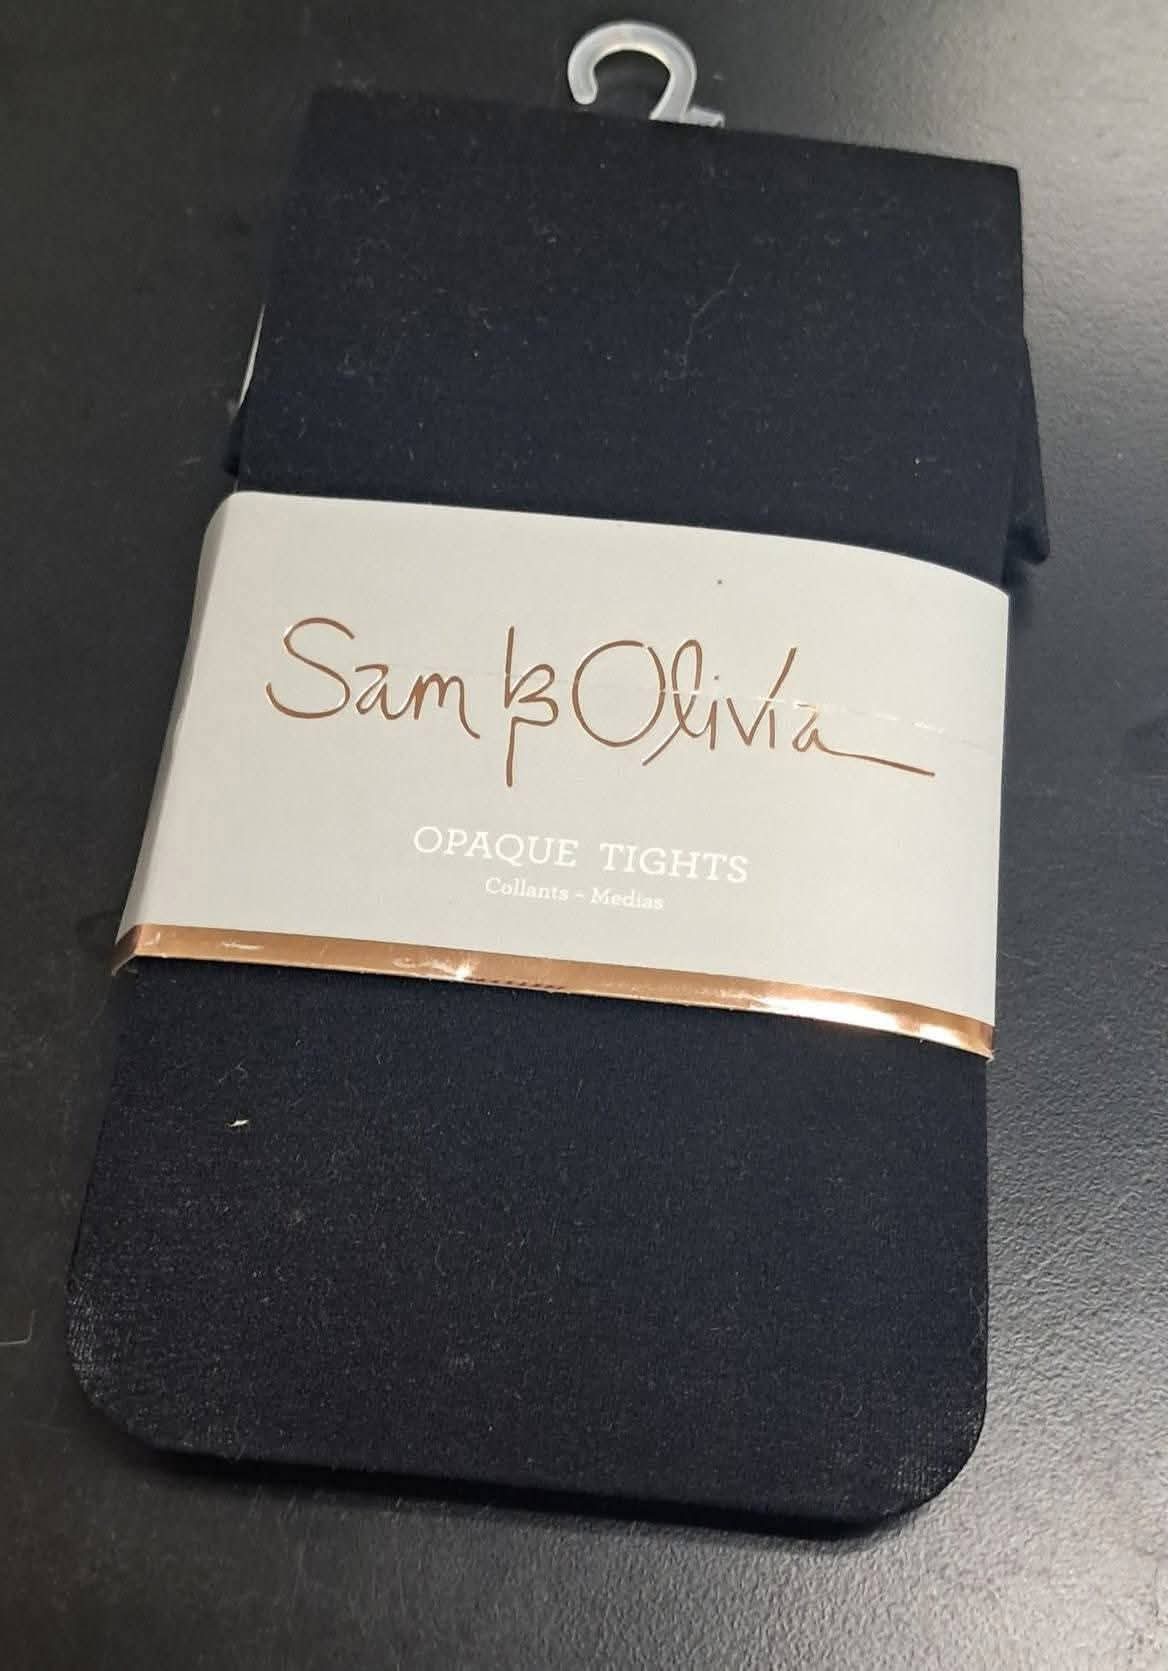 Sam & Olivia
OPAQUE TIGHTS
Collants - Medias